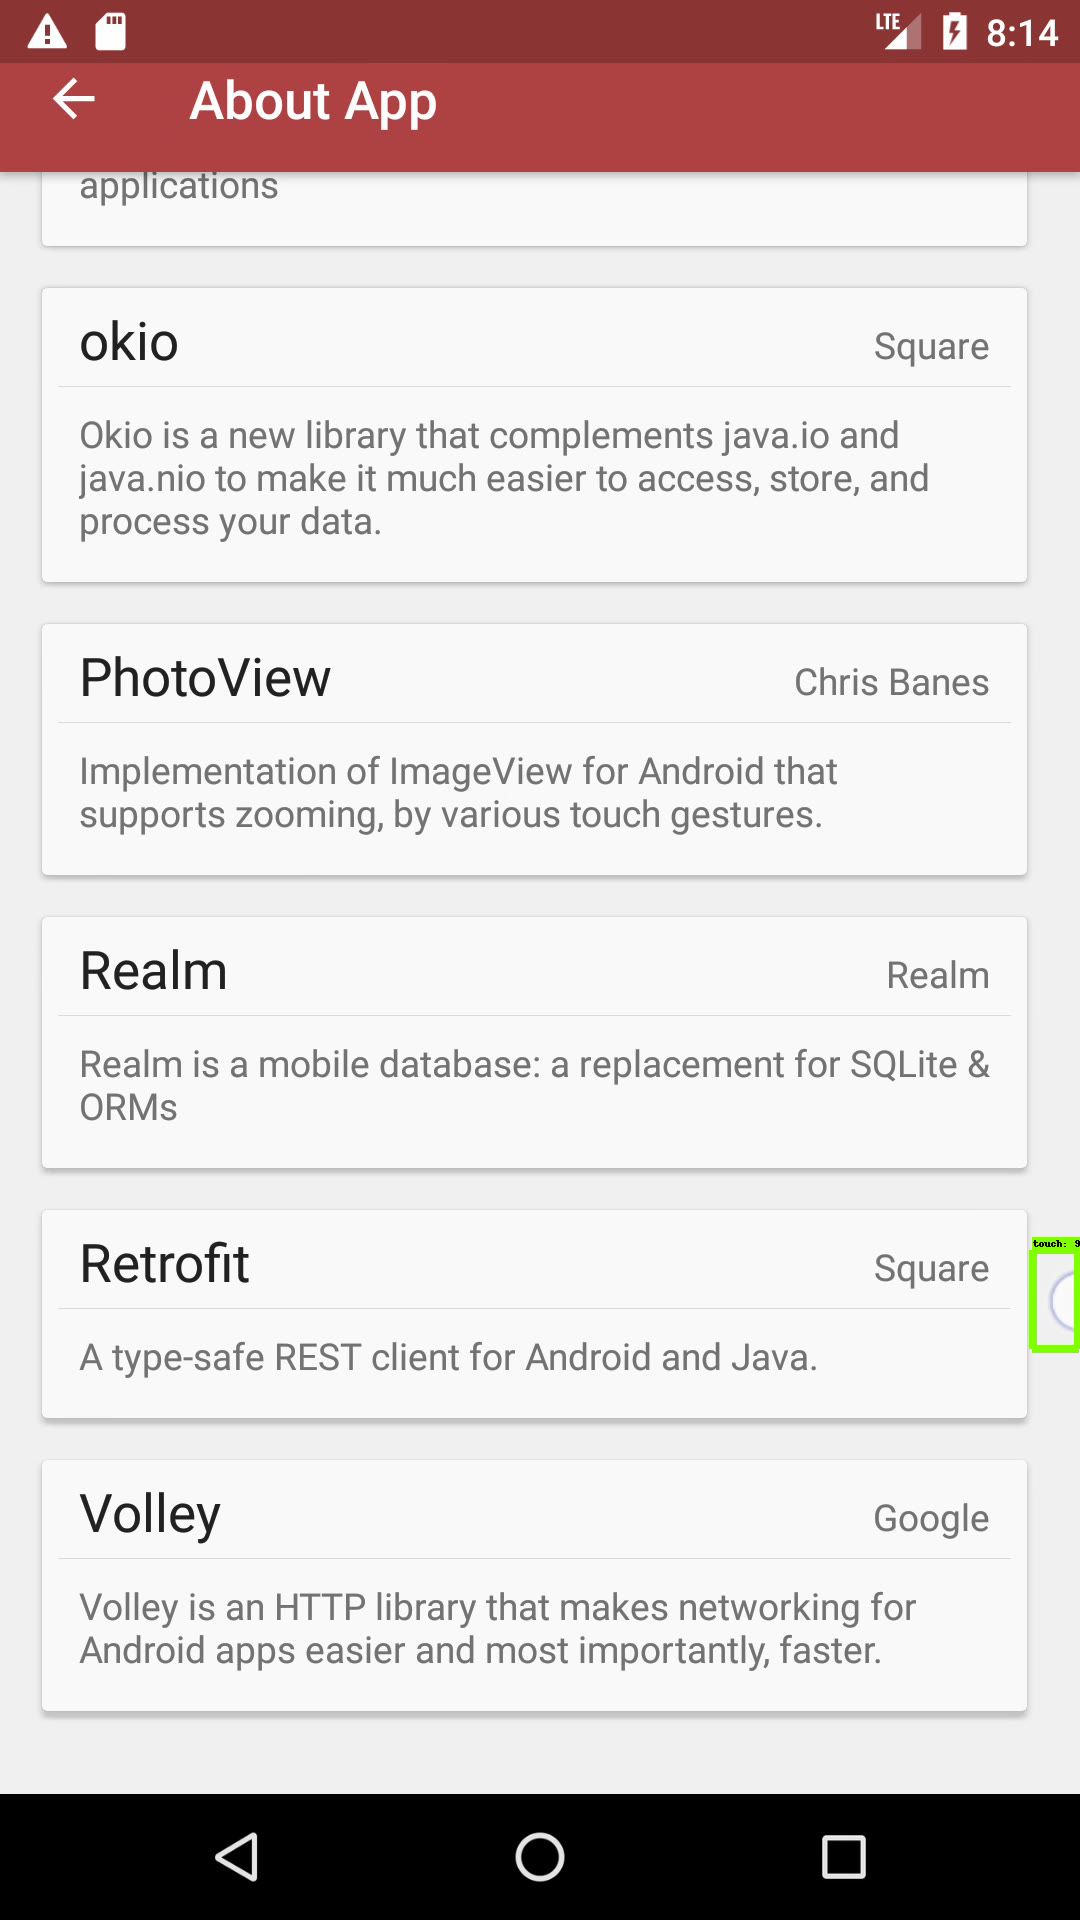 LTE 8:14
About App
applications
okio Square
Okio is a new library that complements java.io and
java.nio to make it much easier to access, store, and
process your data.
PhotoView Chris Banes
Implementation of ImageView for Android that
supports zooming, by various touch gestures.
Realm Realm
Realm is a mobile database: a replacement for SQLite &
ORMs
Retrofit Square
touch: 9
A type-safe REST client for Android and Java.
Volley Google
Volley is an HTTP library that makes networking for
Android apps easier and most importantly, faster.